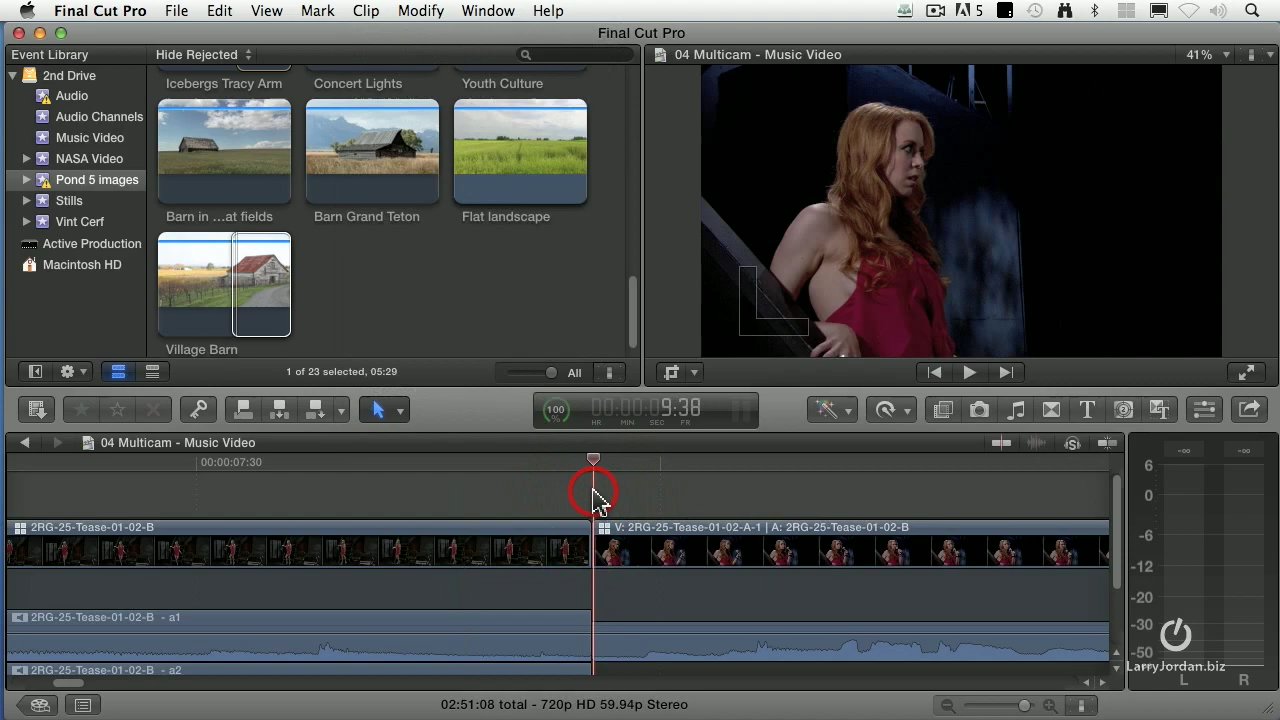 Final Cut Pro File Edit View Mark Clip Modify Window Help
5
Final Cut Pro
Event Library
Hide Rejected
04 Multicam - Music Video
41%
2nd Drive
Audio
Audio Channels
Music Video
NASA Video
Pond 5 images
Stills
Vint Cerf
Active Production
Macintosh HD
Icebergs Tracy Arm
Concert Lights
Youth Culture
Barn in ...at fields
Barn Grand Teton
Flat landscape
Village Barn
1 of 23 selected, 05:29
All
100
%
00:00:09:38
HR MIN SEC FR
04 Multicam - Music Video
00:00:07:30
2RG-25-Tease-01-02-B
V: 2RG-25-Tease-01-02-A-1 | A: 2RG-25-Tease-01-02-B
2RG-25-Tease-01-02-B - a1
2RG-25-Tease-01-02-B - a2
-∞ -∞
6
0
-6
-12
-20
-30
-50
LarryJordan.biz
L R
02:51:08 total - 720p HD 59.94p Stereo